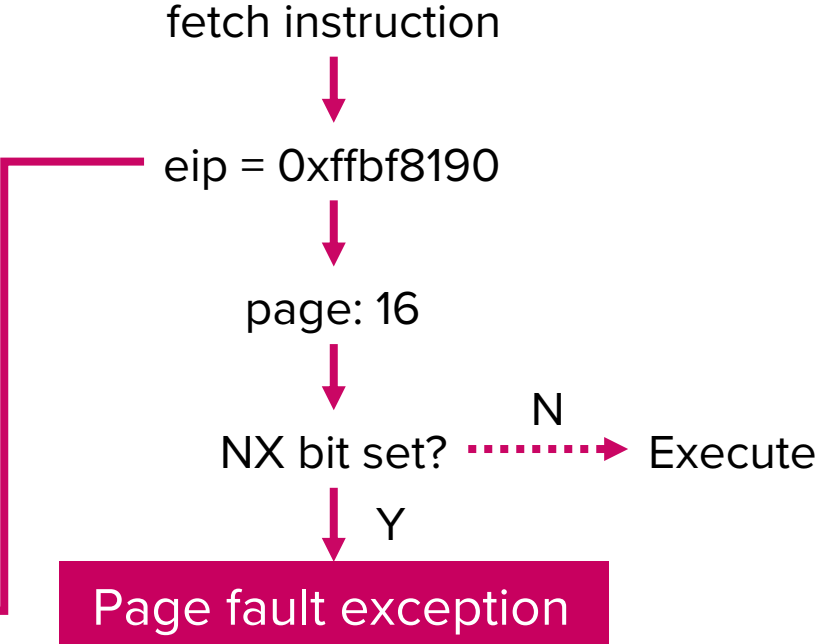 fetch instruction
eip = 0xffbf8190
page: 16
N
NX bit set?
Execute
Y
Page fault exception